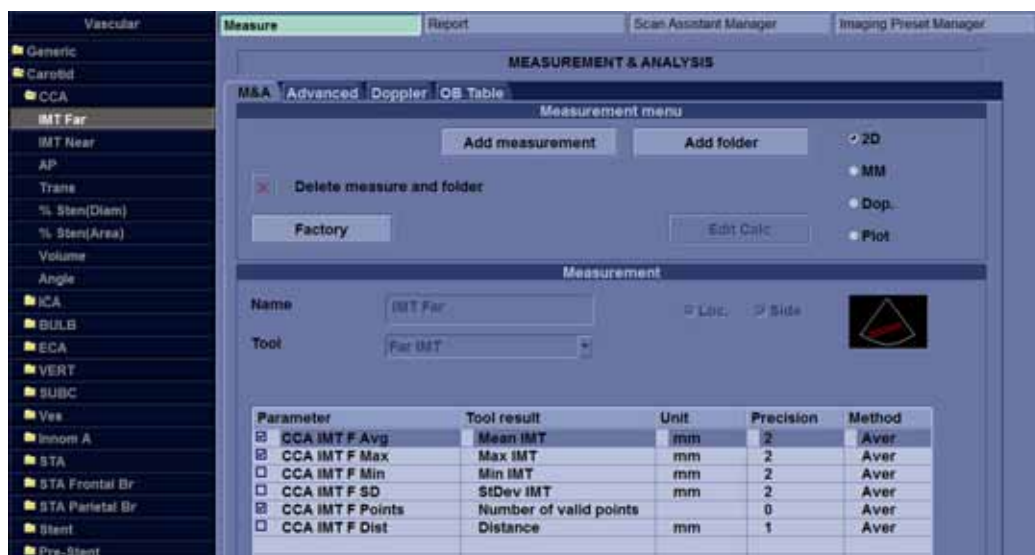 Vascular
Measure
Report
Scan Assistant Manager
Imaging Preset Manager
Generic
Carotid
CCA
IMT Far
IMT Near
AP
Trans
% Sten(Diam)
% Sten(Area)
Volume
Angle
ICA
BULB
ECA
VERT
SUBC
Ves
Innom A
STA
STA Frontal Br
STA Parietal Br
Stent
Pre-Stent
MEASUREMENT & ANALYSIS
M&A Advanced Doppler OB Table
Measurement menu
Add measurement Add folder
2D
MM
Dop.
Plot
Delete measure and folder
Factory Edit Calc
Measurement
Name IMT Far Loc. Side
Tool Far IMT
Parameter Tool result Unit Precision Method
CCA IMT F Avg Mean IMT mm 2 Aver
CCA IMT F Max Max IMT mm 2 Aver
CCA IMT F Min Min IMT mm 2 Aver
CCA IMT F SD StDev IMT mm 2 Aver
CCA IMT F Points Number of valid points 0 Aver
CCA IMT F Dist Distance mm 1 Aver